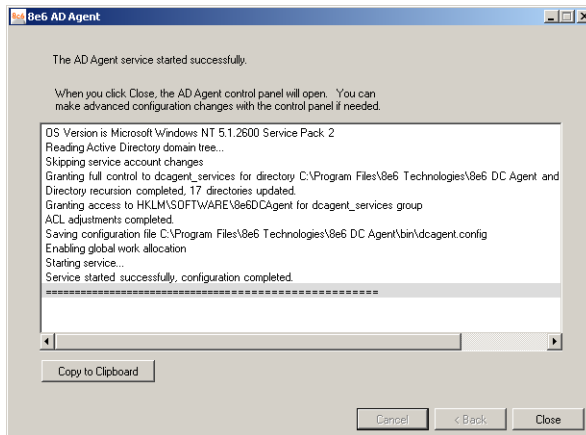 8e6 8e6 AD Agent
The AD Agent service started successfully.
When you click Close, the AD Agent control panel will open. You can
make advanced configuration changes with the control panel if needed.
OS Version is Microsoft Windows NT 5.1.2600 Service Pack 2
Reading Active Directory domain tree...
Skipping service account changes
Granting full control to dcagent_services for directory C:\Program Files\8e6 Technologies\8e6 DC Agent and
Directory recursion completed, 17 directories updated.
Granting access to HKLM\SOFTWARE\8e6DCAgent for dcagent_services group
ACL adjustments completed.
Saving configuration file C:\Program Files\8e6 Technologies\8e6 DC Agent\bin\dcagent.config
Enabling global work allocation
Starting service...
Service started successfully, configuration completed.
======================================================
Copy to Clipboard
Cancel
< Back
Close